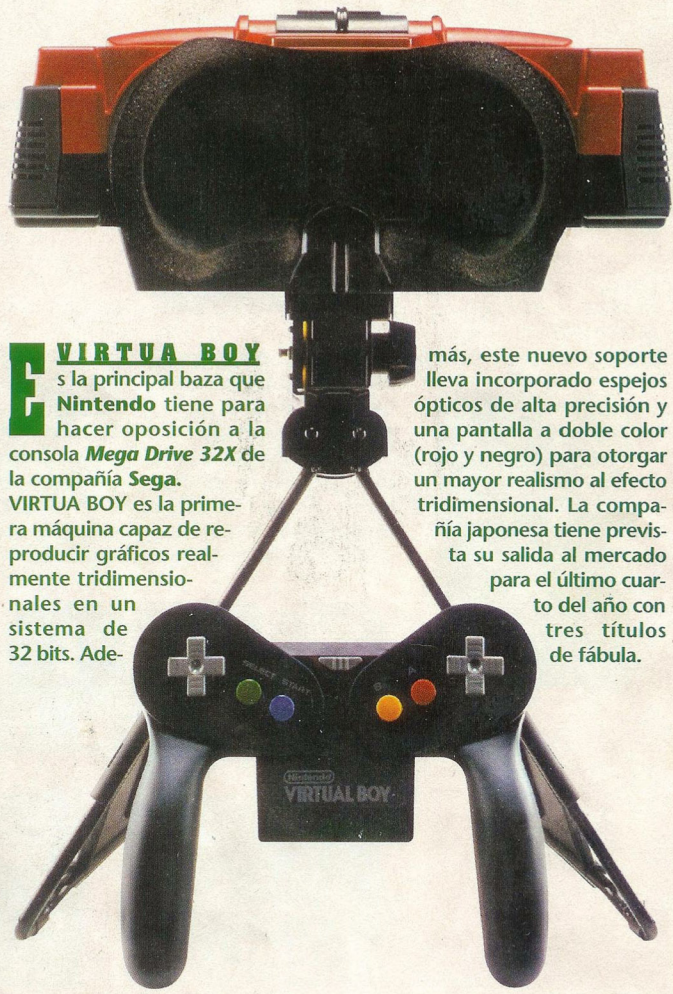 VIRTUA BOY
Es la principal baza que
Nintendo tiene para
hacer oposición a la
consola Mega Drive 32X de
la compañía Sega.
VIRTUA BOY es la prime-
ra máquina capaz de re-
producir gráficos real-
mente tridimensio-
nales en un
sistema de
32 bits. Ade-
más, este nuevo soporte
lleva incorporado espejos
ópticos de alta precisión y
una pantalla a doble color
(rojo y negro) para otorgar
un mayor realismo al efecto
tridimensional. La compa-
ñía japonesa tiene previs-
ta su salida al mercado
para el último cuar-
to del año con
tres títulos
de fábula.
SELECT START
B A
Nintendo
VIRTUAL BOY